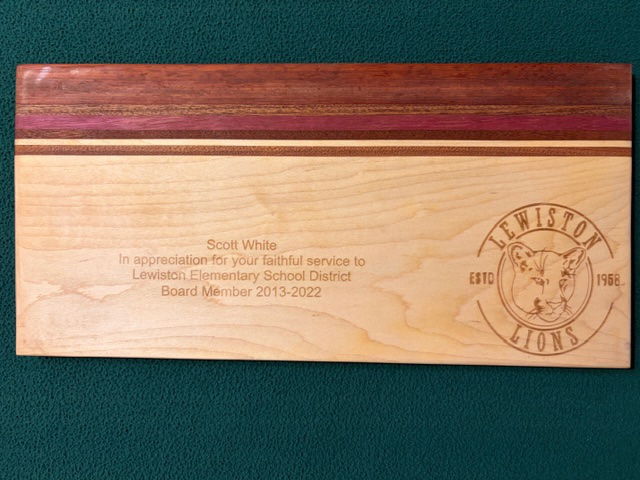 Scott White
In appreciation for your faithful service to
Lewiston Elementary School District
Board Member 2013-2022
LEWISTON
ESTD 1958
LIONS